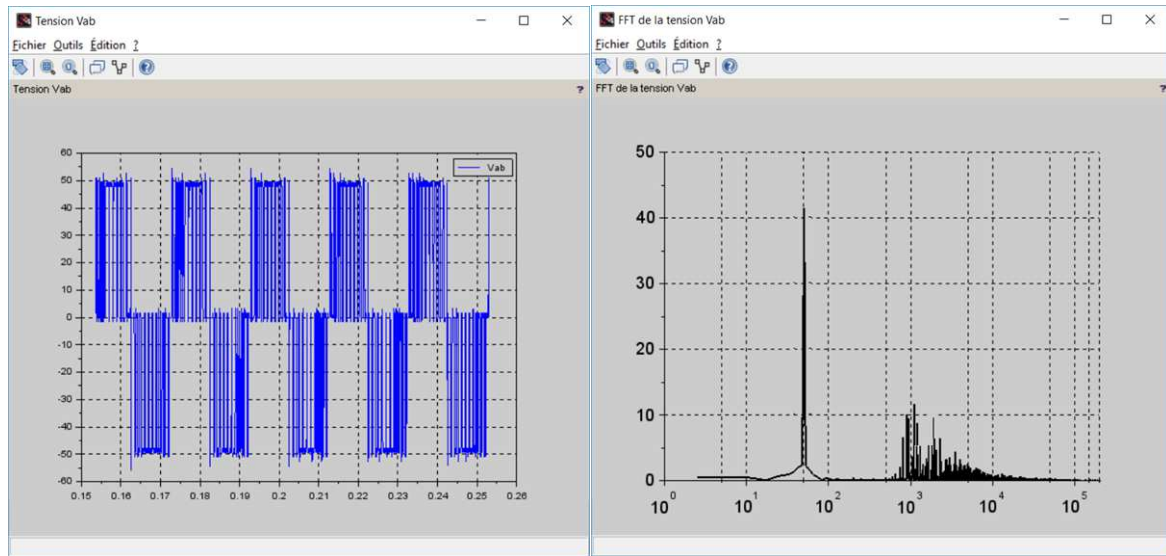 Tension Vab
Fichier Outils Édition ?
Tension Vab ?
60
50
40
30
20
10
0
-10
-20
-30
-40
-50
-60
Vab
0.15 0.16 0.17 0.18 0.19 0.2 0.21 0.22 0.23 0.24 0.25 0.26
FFT de la tension Vab
Fichier Outils Édition ?
FFT de la tension Vab ?
50
40
30
20
10
0
10^0 10^1 10^2 10^3 10^4 10^5